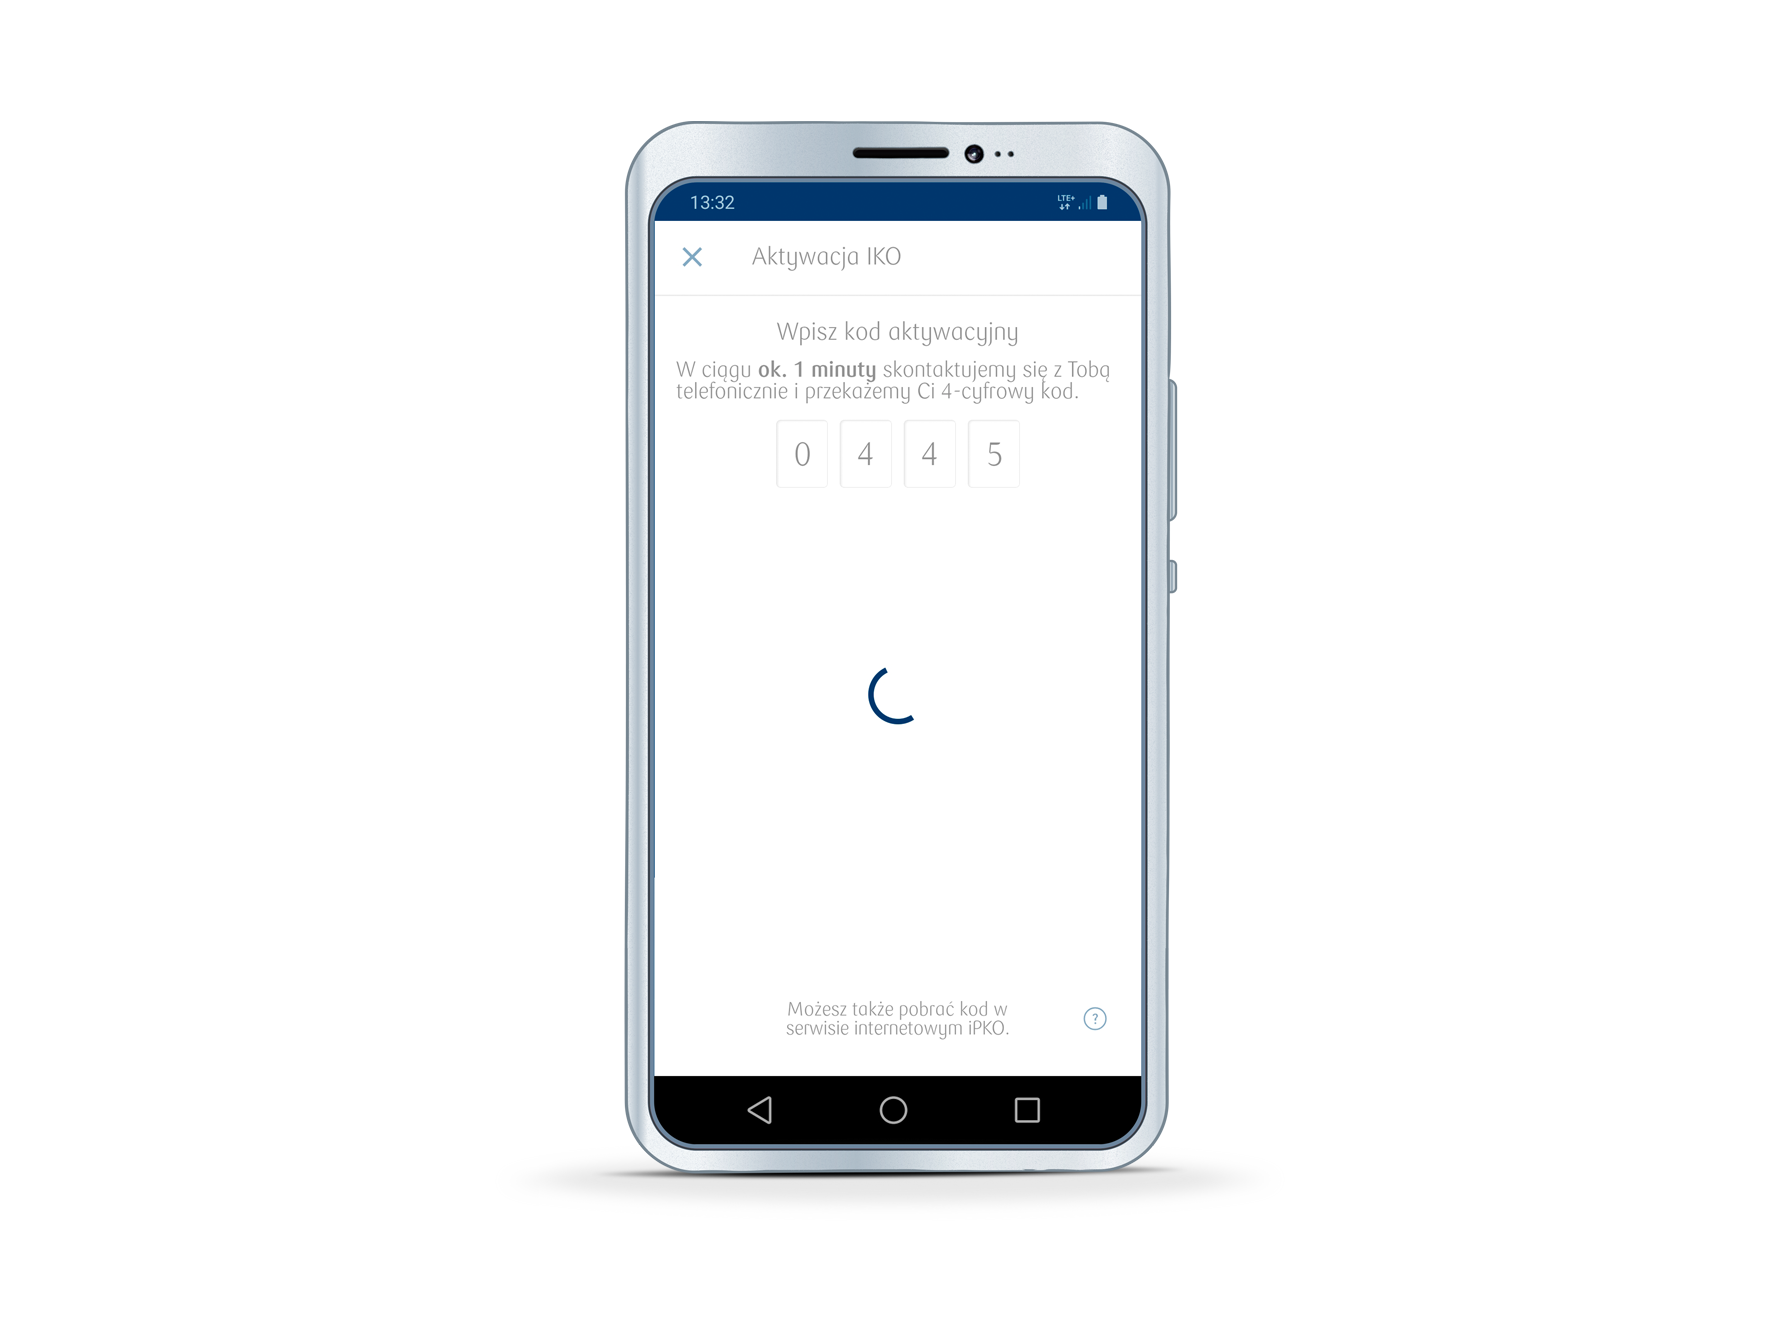 13:32
LTE+
Aktywacja IKO
Wpisz kod aktywacyjny
W ciągu ok. 1 minuty skontaktujemy się z Tobą
telefonicznie i przekażemy Ci 4-cyfrowy kod.
0 4 4 5
Możesz także pobrać kod w
serwisie internetowym iPKO.
?